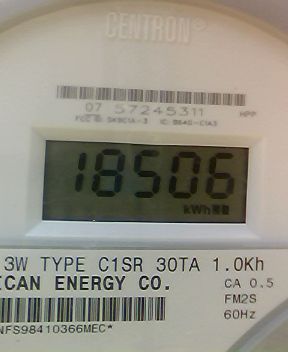 CENTRON®
07 57245311 HPP
18506
kWh
3W TYPE C1SR 30TA 1.0Kh
ICAN ENERGY CO.
CA 0.5
FM2S
60Hz
NFS98410366MEC*